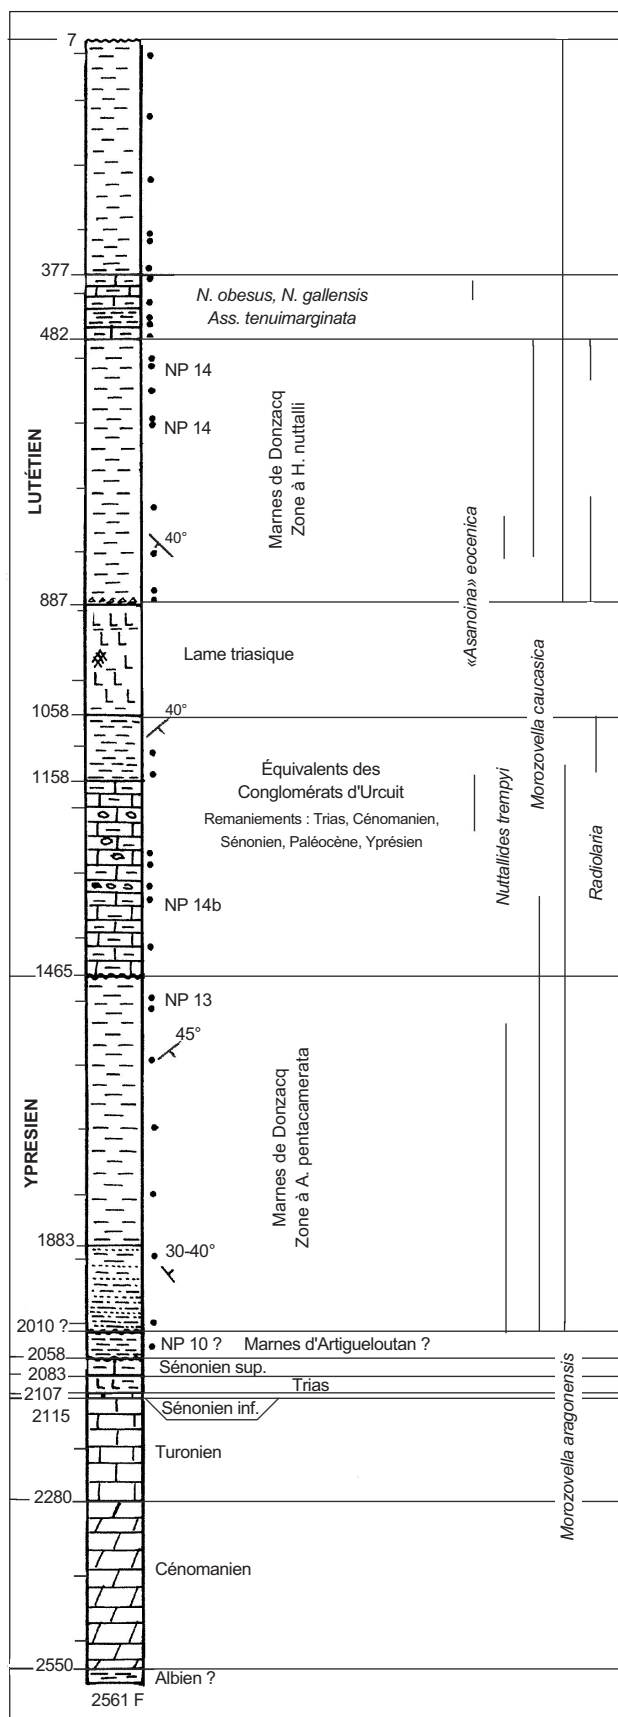 7
377
N. obesus, N. gallensis
Ass. tenuimarginata
482
NP 14
NP 14
Marnes de Donzacq
Zone à H. nuttalli
LUTÉTIEN
40°
«Asanoina» eocenica
887
Lame triasique
Morozovella caucasica
1058
40°
1158
Équivalents des
Conglomérats d'Urcuit
Remaniements : Trias, Cénomanien,
Sénonien, Paléocène, Yprésien
Nuttallides trempyi
Radiolaria
NP 14b
1465
NP 13
45°
Marnes de Donzacq
Zone à A. pentacamerata
YPRESIEN
1883
30-40°
2010 ?
NP 10 ? Marnes d'Artigueloutan ?
2058
Sénonien sup.
2083
Trias
2107
Sénonien inf.
2115
Turonien
Morozovella aragonensis
2280
Cénomanien
2550
Albien ?
2561 F